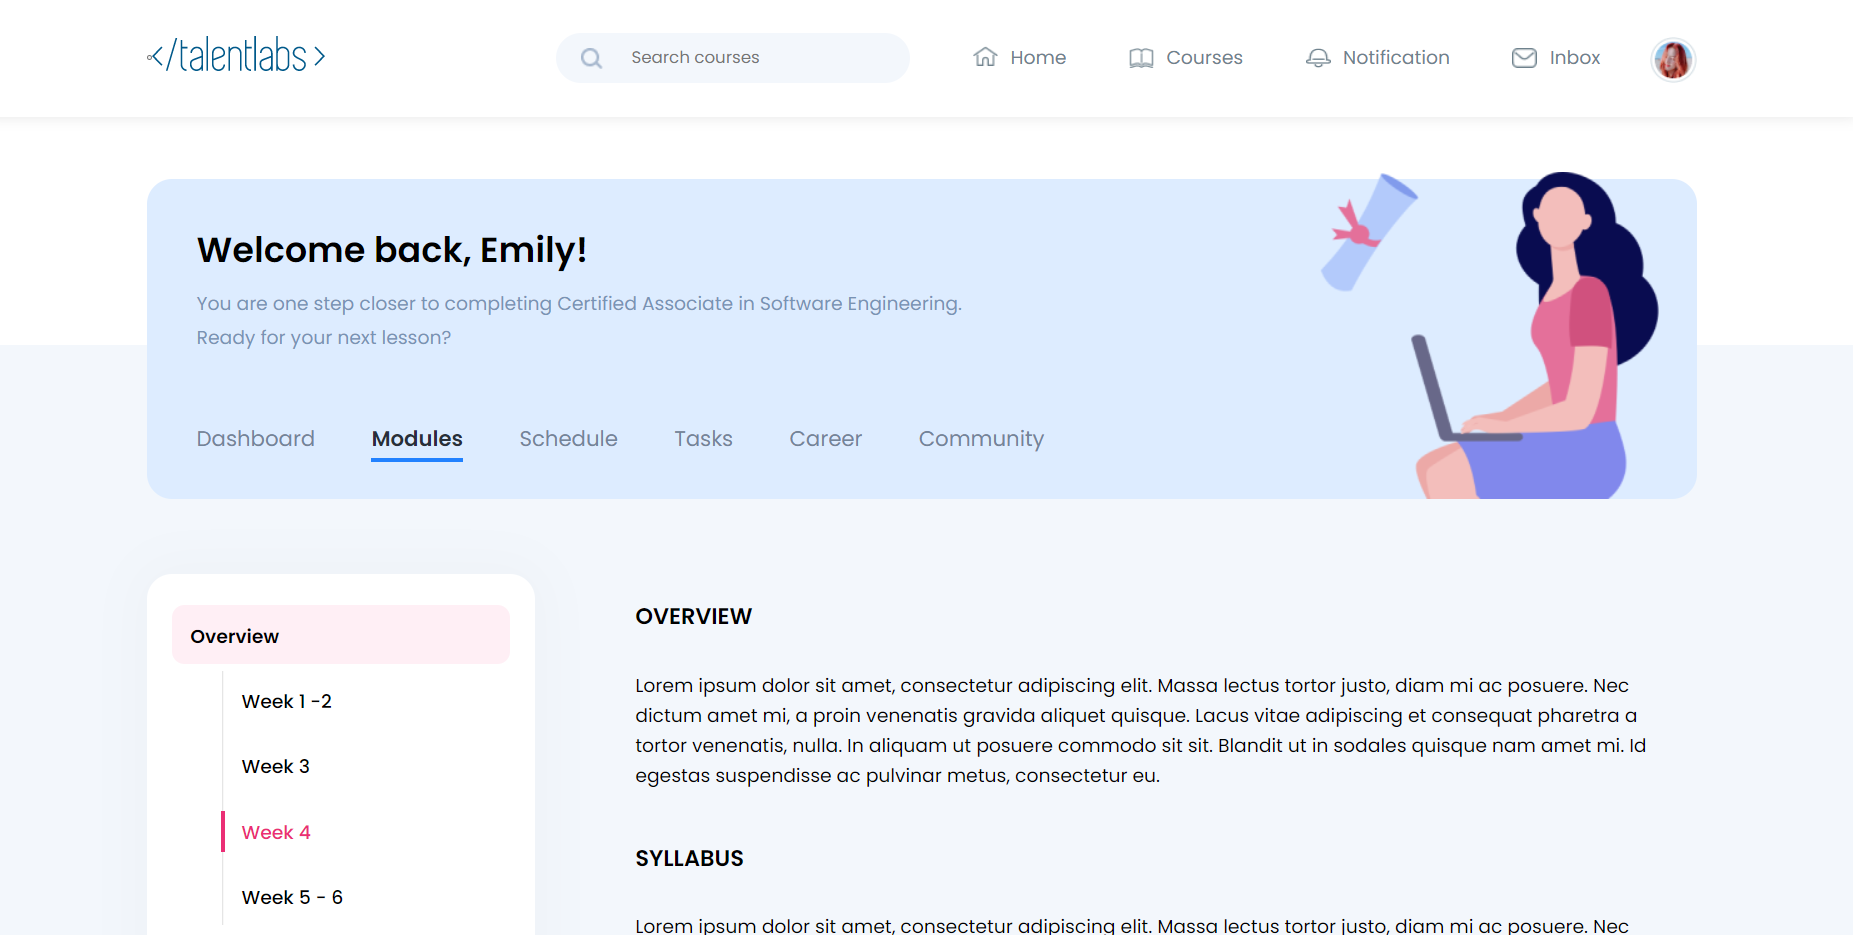 </talentlabs>
Search courses
Home
Courses
Notification
Inbox
Welcome back, Emily!
You are one step closer to completing Certified Associate in Software Engineering.
Ready for your next lesson?
Dashboard
Modules
Schedule
Tasks
Career
Community
Overview
Week 1 -2
Week 3
Week 4
Week 5 - 6
OVERVIEW
Lorem ipsum dolor sit amet, consectetur adipiscing elit. Massa lectus tortor justo, diam mi ac posuere. Nec
dictum amet mi, a proin venenatis gravida aliquet quisque. Lacus vitae adipiscing et consequat pharetra a
tortor venenatis, nulla. In aliquam ut posuere commodo sit sit. Blandit ut in sodales quisque nam amet mi. Id
egestas suspendisse ac pulvinar metus, consectetur eu.
SYLLABUS
Lorem ipsum dolor sit amet, consectetur adipiscing elit. Massa lectus tortor justo, diam mi ac posuere. Nec